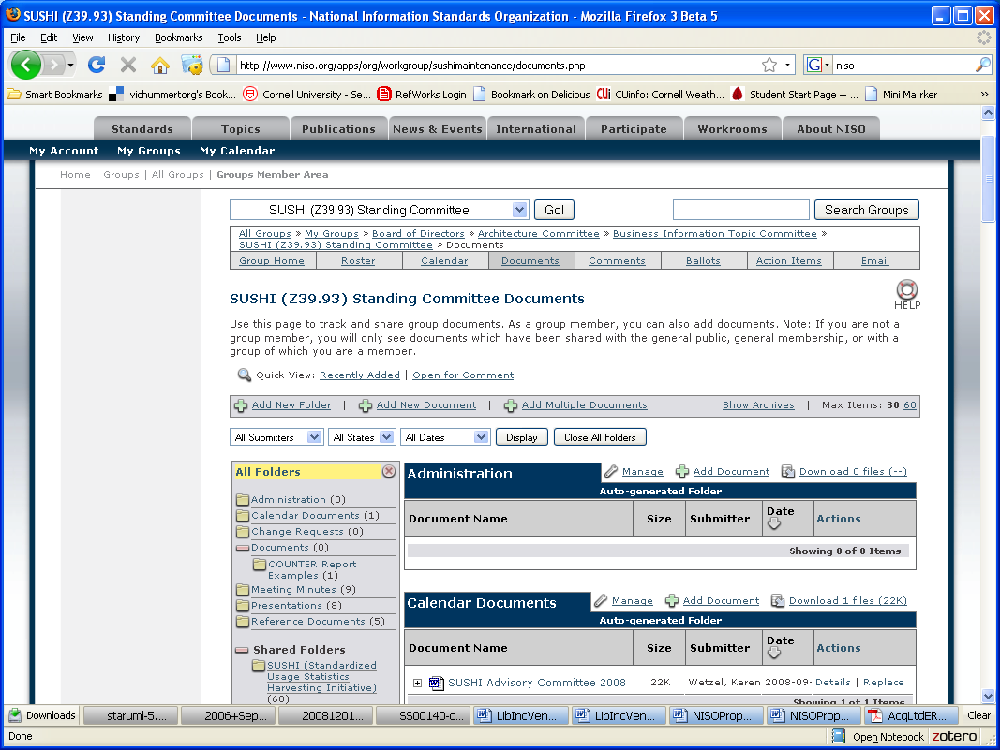 SUSHI (Z39.93) Standing Committee Documents - National Information Standards Organization - Mozilla Firefox 3 Beta 5
File Edit View History Bookmarks Tools Help
http://www.niso.org/apps/org/workgroup/sushimaintenance/documents.php niso
Smart Bookmarks vichummertorg's Book... Cornell University - Se... RefWorks Login Bookmark on Delicious CUinfo: Cornell Weath... Student Start Page -- ... Mini Ma.rker »
Standards Topics Publications News & Events International Participate Workrooms About NISO
My Account My Groups My Calendar
Home | Groups | All Groups | Groups Member Area
SUSHI (Z39.93) Standing Committee Go! Search Groups
All Groups » My Groups » Board of Directors » Architecture Committee » Business Information Topic Committee »
SUSHI (Z39.93) Standing Committee » Documents
Group Home Roster Calendar Documents Comments Ballots Action Items Email
SUSHI (Z39.93) Standing Committee Documents
HELP
Use this page to track and share group documents. As a group member, you can also add documents. Note: If you are not a
group member, you will only see documents which have been shared with the general public, general membership, or with a
group of which you are a member.
Quick View: Recently Added | Open for Comment
Add New Folder | Add New Document | Add Multiple Documents Show Archives | Max Items: 30 60
All Submitters All States All Dates Display Close All Folders
All Folders
Administration (0)
Calendar Documents (1)
Change Requests (0)
Documents (0)
COUNTER Report
Examples (1)
Meeting Minutes (9)
Presentations (8)
Reference Documents (5)
Shared Folders
SUSHI (Standardized
Usage Statistics
Harvesting Initiative)
(60)
Administration Manage Add Document Download 0 files (--)
Auto-generated Folder
Document Name Size Submitter Date Actions
Showing 0 of 0 Items
Calendar Documents Manage Add Document Download 1 files (22K)
Auto-generated Folder
Document Name Size Submitter Date Actions
SUSHI Advisory Committee 2008 22K Wetzel, Karen 2008-09- Details | Replace
Showing 1 of 1 Items
Downloads staruml-5.... 2006+Sep... 20081201... SS00140-c... LibIncVen... LibIncVen... NISOProp... NISOProp... AcqLtdER... Clear
Done Open Notebook zotero